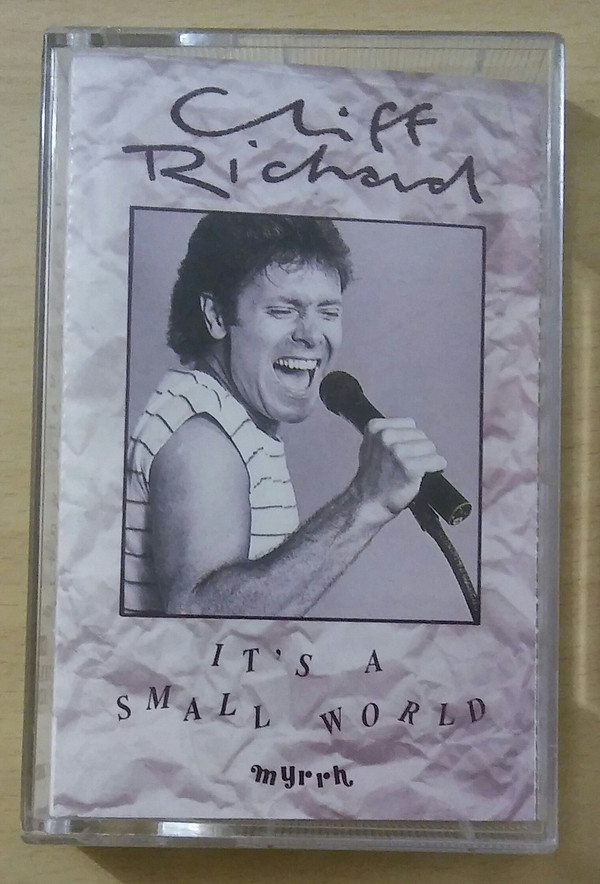 Cliff
Richard
IT'S A
SMALL WORLD
myrrh